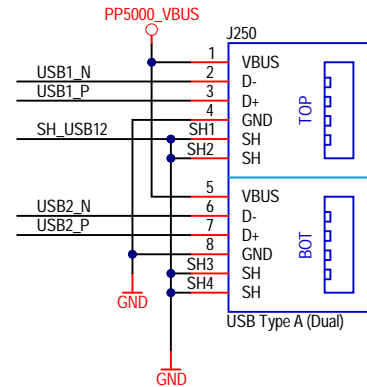 PP5000_VBUS
J250
1 VBUS
USB1_N 2 D-
USB1_P 3 D+
4 GND
SH_USB12 SH1 SH
SH2 SH
TOP
5 VBUS
USB2_N 6 D-
USB2_P 7 D+
8 GND
SH3 SH
SH4 SH
BOT
GND
USB Type A (Dual)
GND